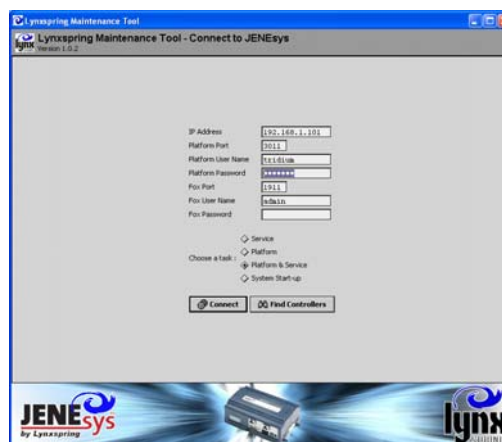 Lynxspring Maintenance Tool
Lynxspring Maintenance Tool - Connect to JENEsys
Version 1.0.2
lynx
IP Address 192.168.1.101
Platform Port 3011
Platform User Name tridium
Platform Password *******
Fox Port 1911
Fox User Name admin
Fox Password
Service
Platform
Choose a task :
Platform & Service
System Start-up
Connect Find Controllers
JENEsys
by Lynxspring
lynx